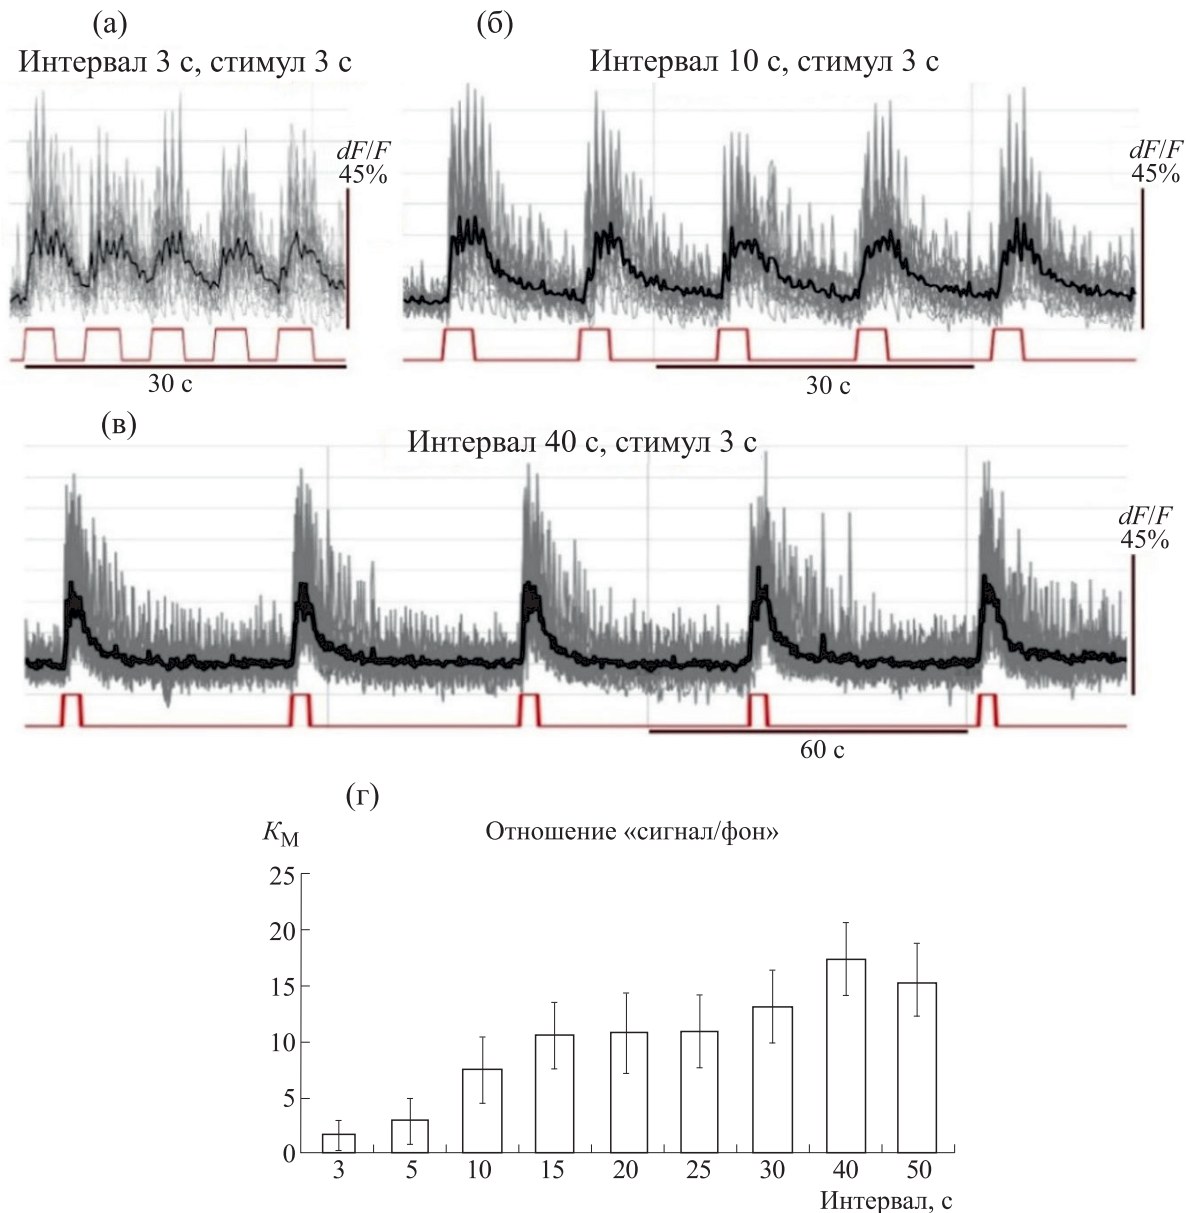 (а)
Интервал 3 с, стимул 3 с
dF/F
45%
30 с
(б)
Интервал 10 с, стимул 3 с
dF/F
45%
30 с
(в)
Интервал 40 с, стимул 3 с
dF/F
45%
60 с
(г)
KМ
Отношение «сигнал/фон»
25
20
15
10
5
0
3 5 10 15 20 25 30 40 50
Интервал, с